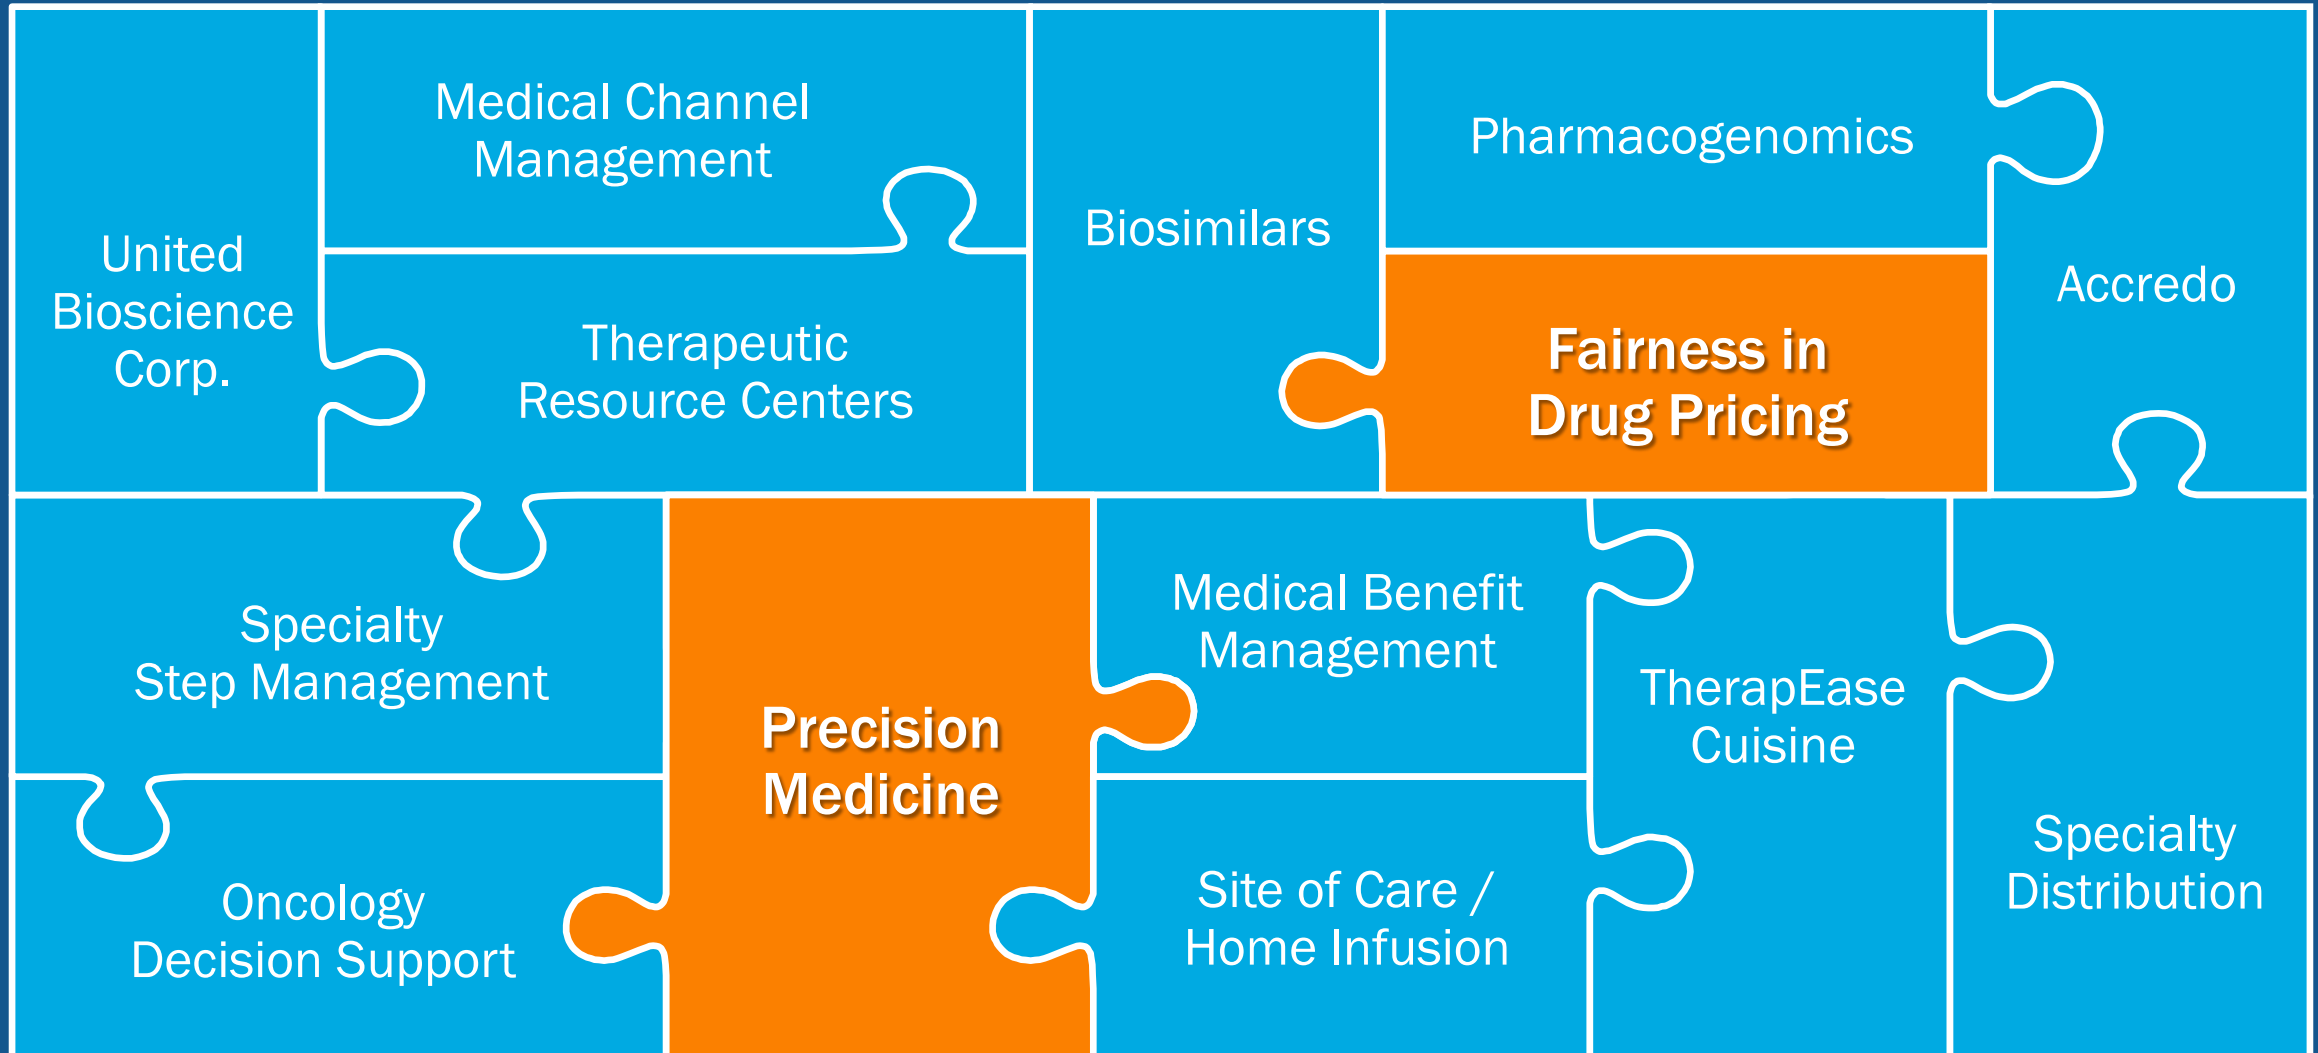 United
Bioscience
Corp.
Medical Channel
Management
Therapeutic
Resource Centers
Biosimilars
Pharmacogenomics
Fairness in
Drug Pricing
Accredo
Specialty
Step Management
Oncology
Decision Support
Precision
Medicine
Medical Benefit
Management
Site of Care /
Home Infusion
TherapEase
Cuisine
Specialty
Distribution